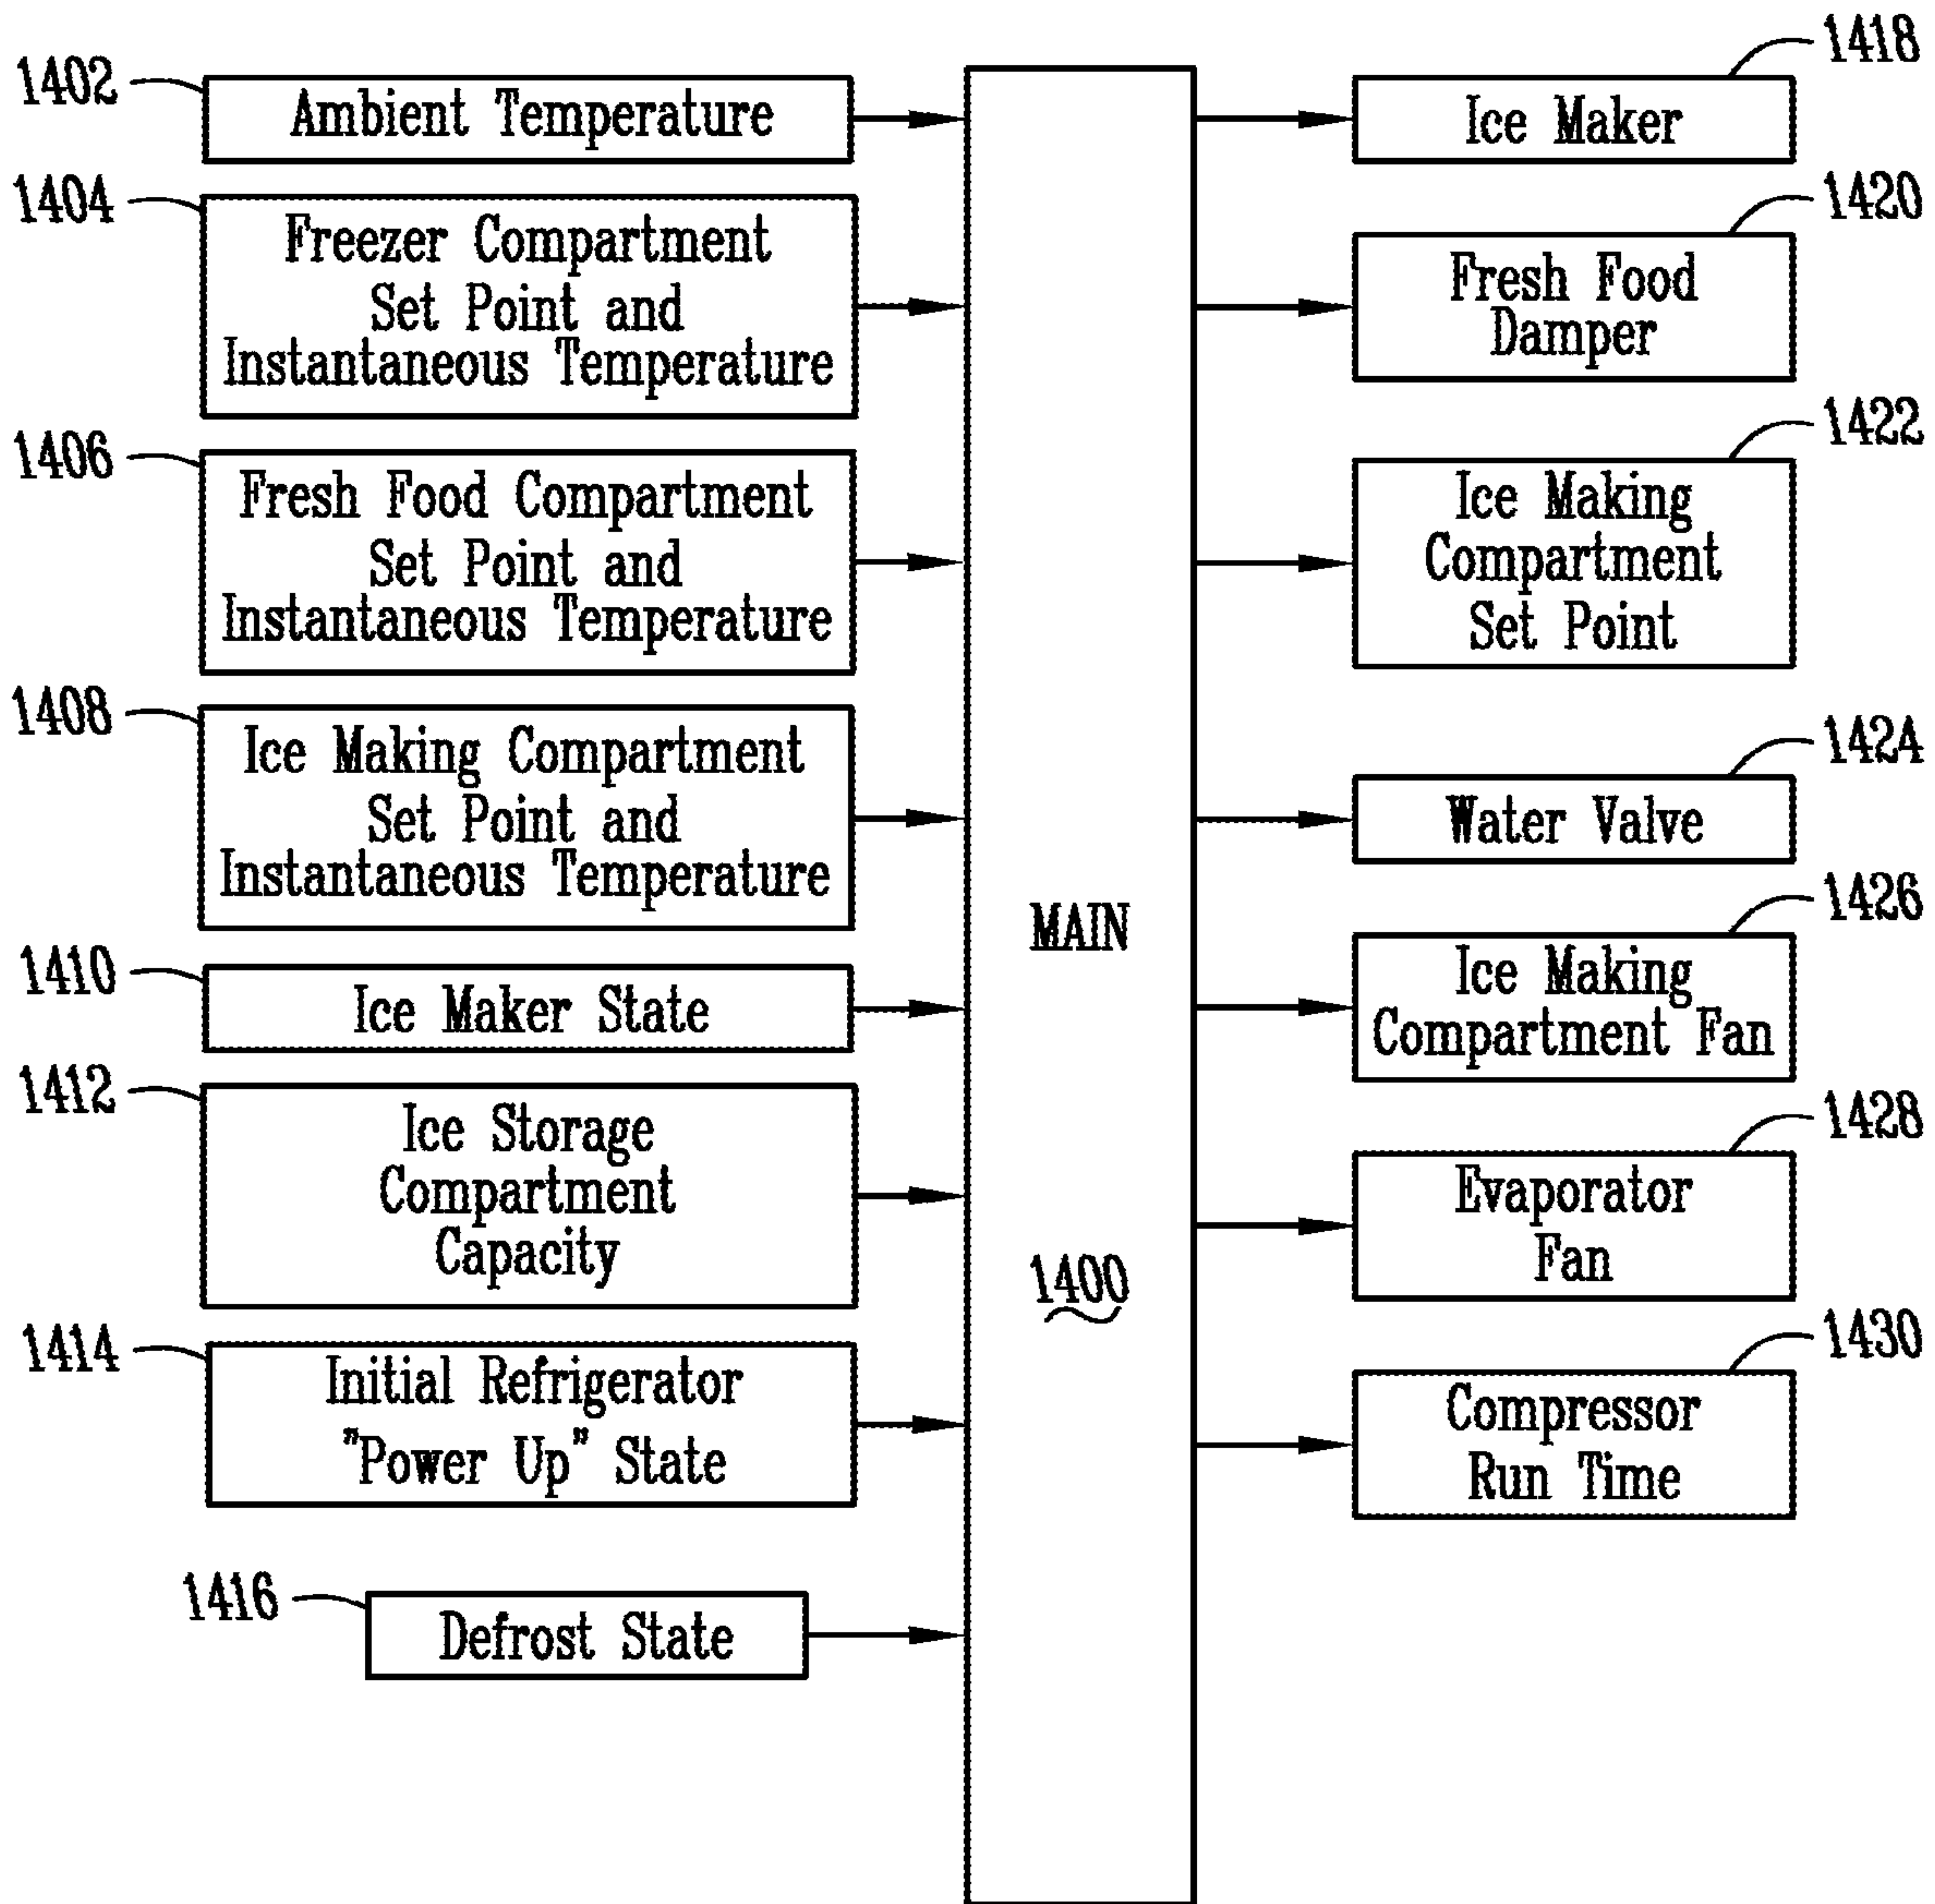 1402
Ambient Temperature
1404
Freezer Compartment
Set Point and
Instantaneous Temperature
1406
Fresh Food Compartment
Set Point and
Instantaneous Temperature
1408
Ice Making Compartment
Set Point and
Instantaneous Temperature
1410
Ice Maker State
1412
Ice Storage
Compartment
Capacity
1414
Initial Refrigerator
"Power Up" State
1416
Defrost State
MAIN
1400
1418
Ice Maker
1420
Fresh Food
Damper
1422
Ice Making
Compartment
Set Point
1424
Water Valve
1426
Ice Making
Compartment Fan
1428
Evaporator
Fan
1430
Compressor
Run Time